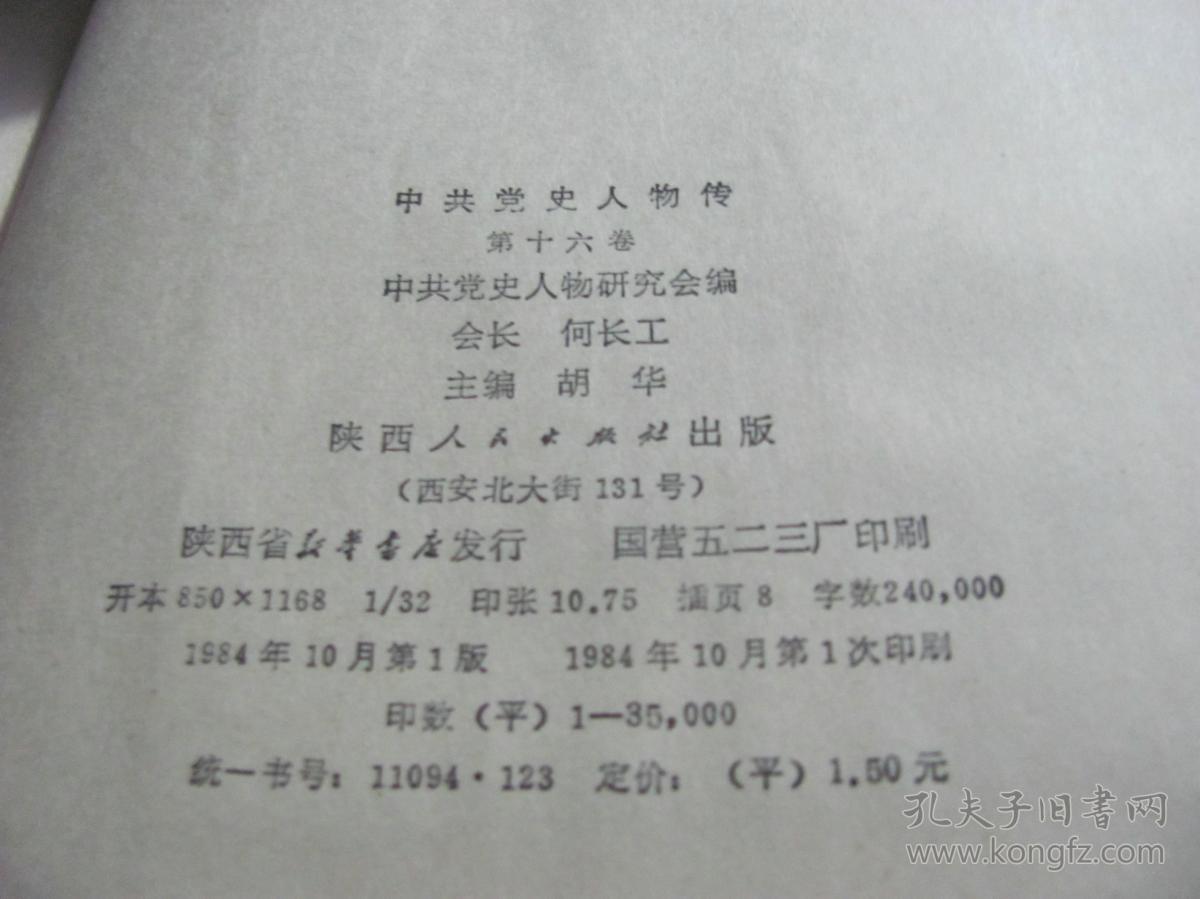 中共党史人物传
第十六卷
中共党史人物研究会编
会长 何长工
主编 胡 华
陕西人民出版社出版
（西安北大街131号）
陕西省新华书店发行 国营五二三厂印刷
开本850×1168 1/32 印张10.75 插页8 字数240,000
1984年10月第1版 1984年10月第1次印刷
印数（平）1—35,000
统一书号：11094·123 定价：（平）1.50元
孔夫子旧书网
www.kongfz.com